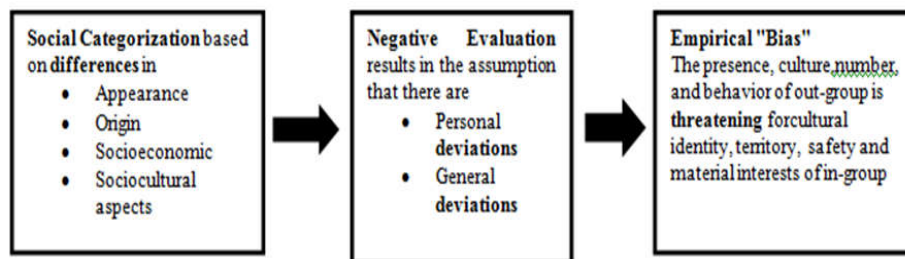 Social Categorization based
on differences in
• Appearance
• Origin
• Socioeconomic
• Sociocultural
aspects
Negative Evaluation
results in the assumption
that there are
• Personal
deviations
• General
deviations
Empirical "Bias"
The presence, culture,number,
and behavior of out-group is
threatening forcultural
identity, territory, safety and
material interests of in-group